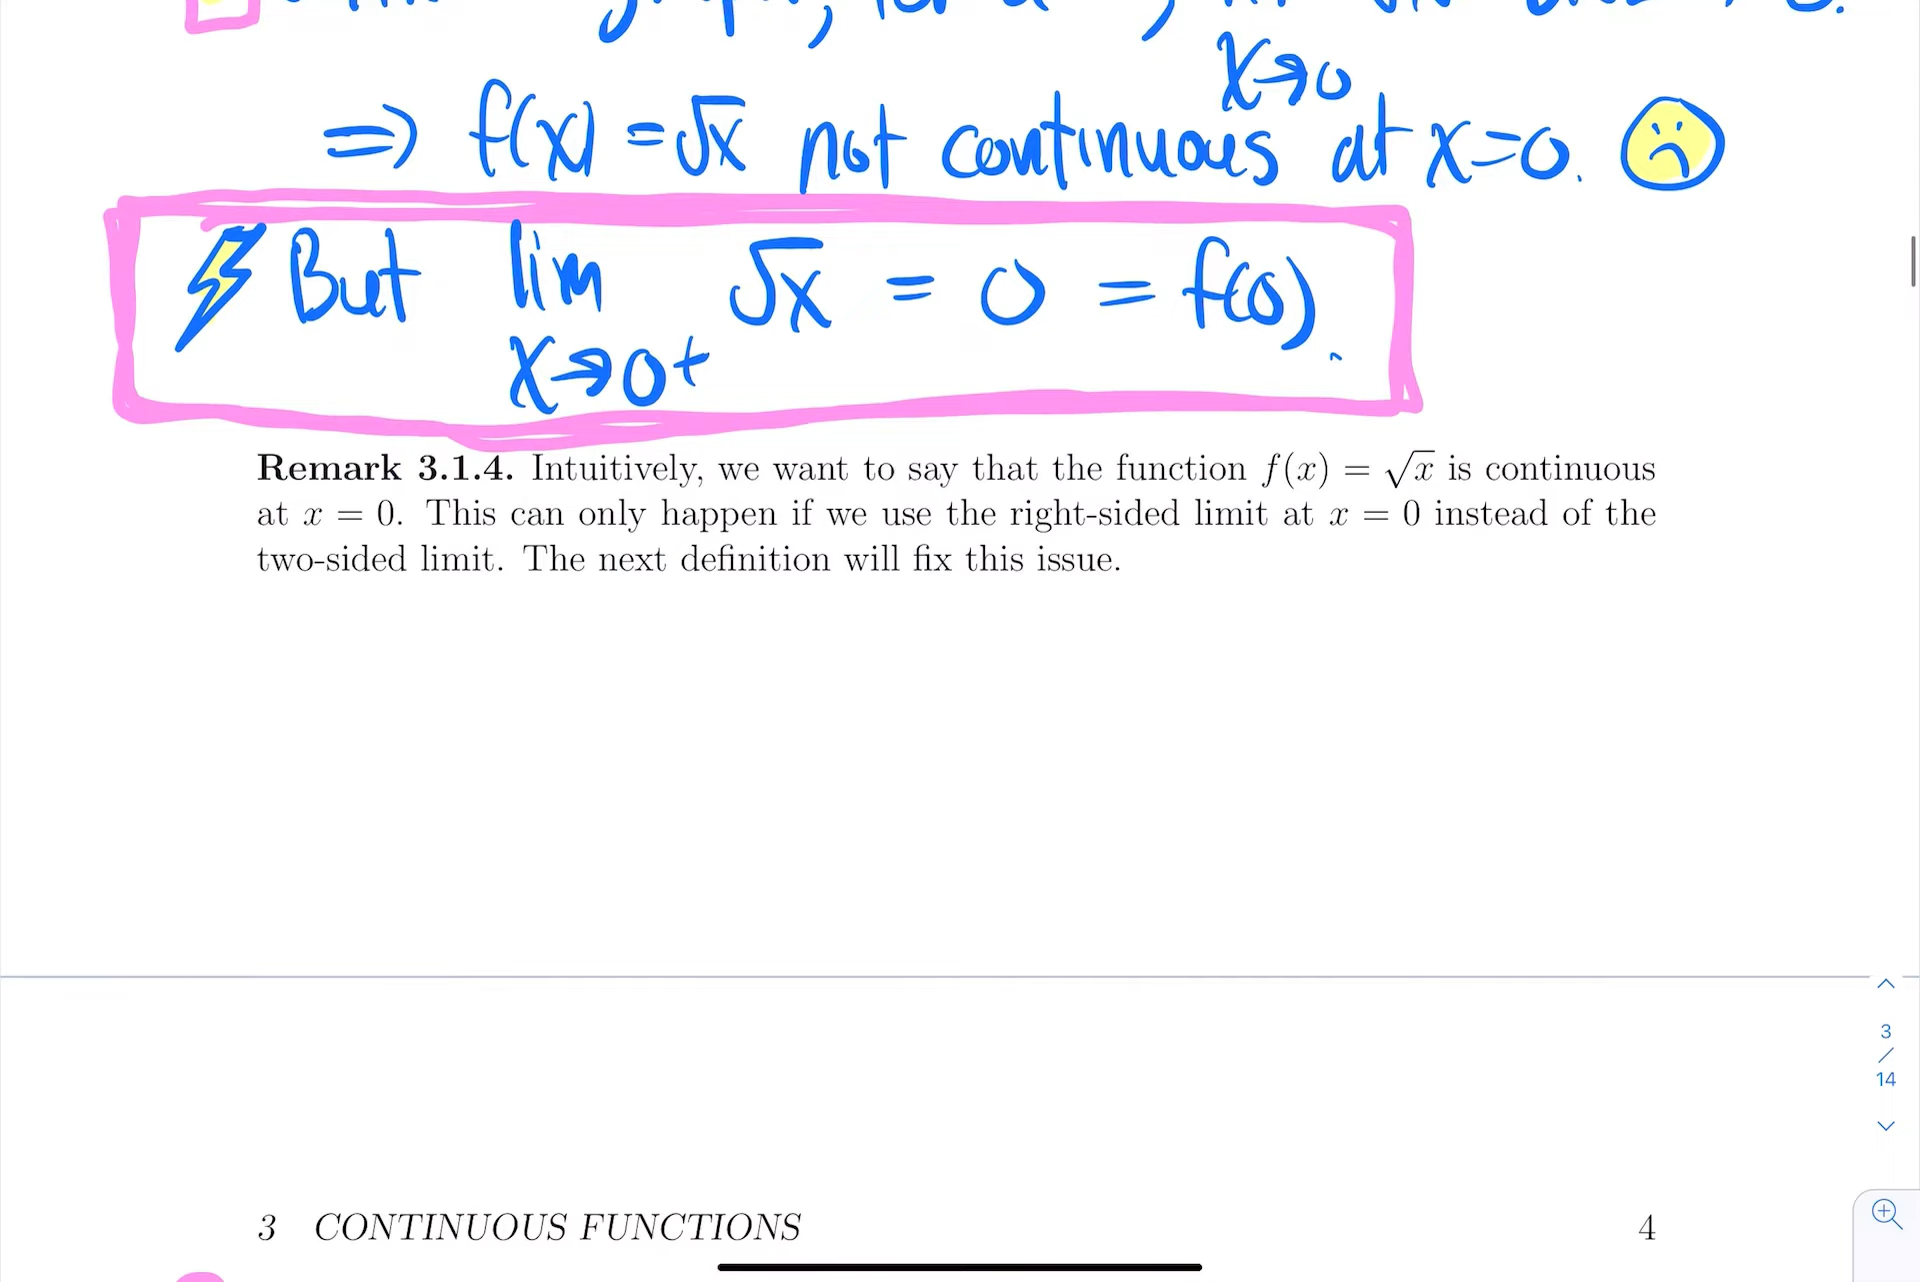 x→0
⇒ f(x) = √x not continuous at x=0.
But lim √x = 0 = f(0).
x→0+
Remark 3.1.4. Intuitively, we want to say that the function f(x) = √x is continuous
at x = 0. This can only happen if we use the right-sided limit at x = 0 instead of the
two-sided limit. The next definition will fix this issue.
3
/
14
3 CONTINUOUS FUNCTIONS 4